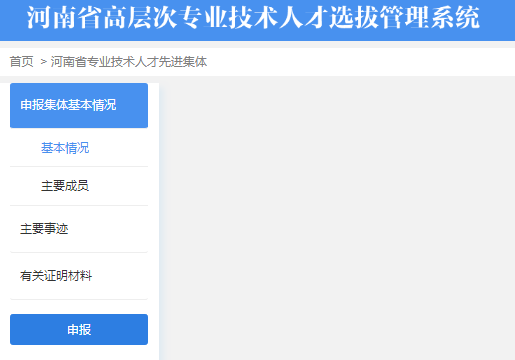 河南省高层次专业技术人才选拔管理系统
首页 > 河南省专业技术人才先进集体
申报集体基本情况
基本情况
主要成员
主要事迹
有关证明材料
申报